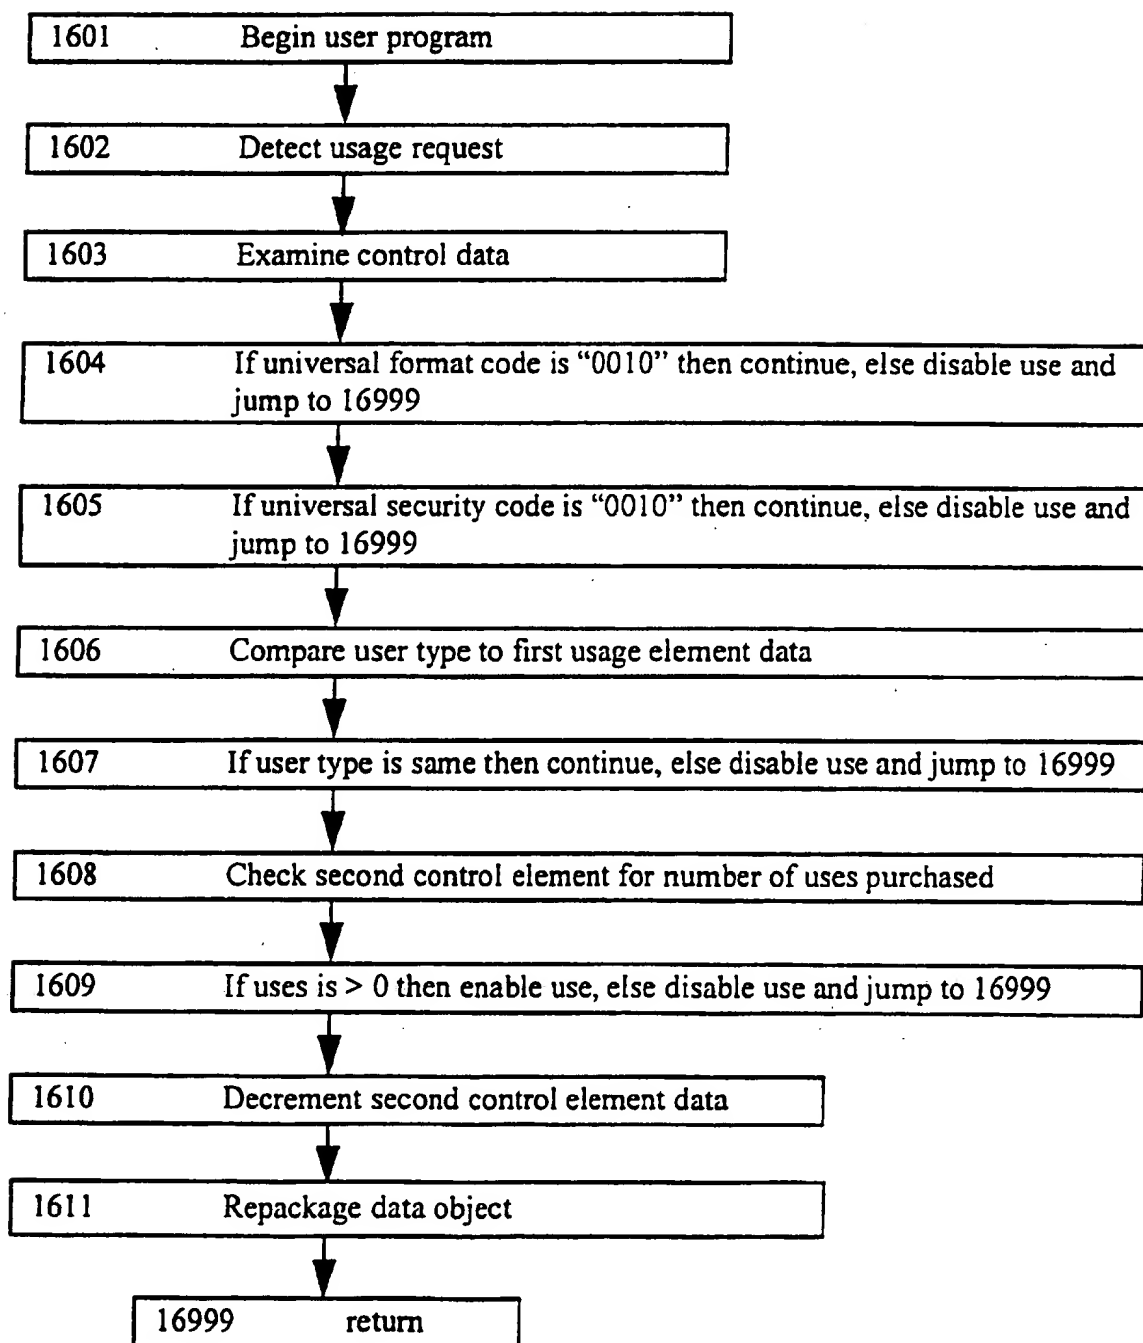 1601 Begin user program
1602 Detect usage request
1603 Examine control data
1604 If universal format code is “0010” then continue, else disable use and
jump to 16999
1605 If universal security code is “0010” then continue, else disable use and
jump to 16999
1606 Compare user type to first usage element data
1607 If user type is same then continue, else disable use and jump to 16999
1608 Check second control element for number of uses purchased
1609 If uses is > 0 then enable use, else disable use and jump to 16999
1610 Decrement second control element data
1611 Repackage data object
16999 return